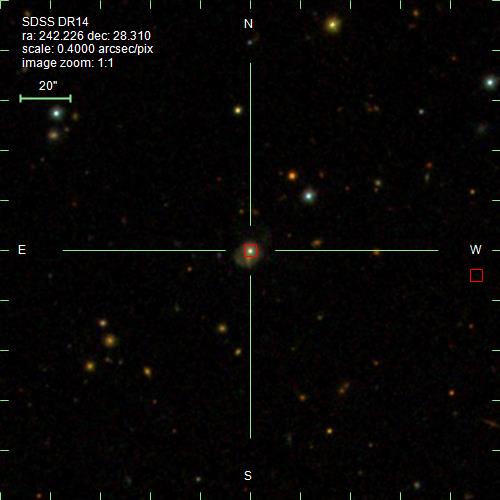 SDSS DR14
ra: 242.226 dec: 28.310
scale: 0.4000 arcsec/pix
image zoom: 1:1
20"
N
E
W
S